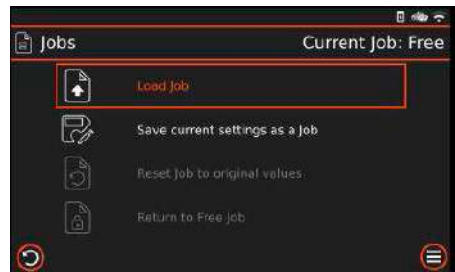 Jobs
Current Job: Free
Load Job
Save current settings as a Job
Reset Job to original values
Return to Free Job